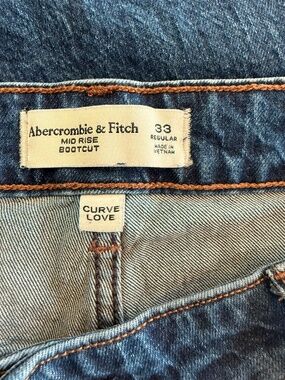 Abercrombie & Fitch
MID RISE
BOOTCUT
33
REGULAR
MADE IN
VIETNAM
CURVE
LOVE